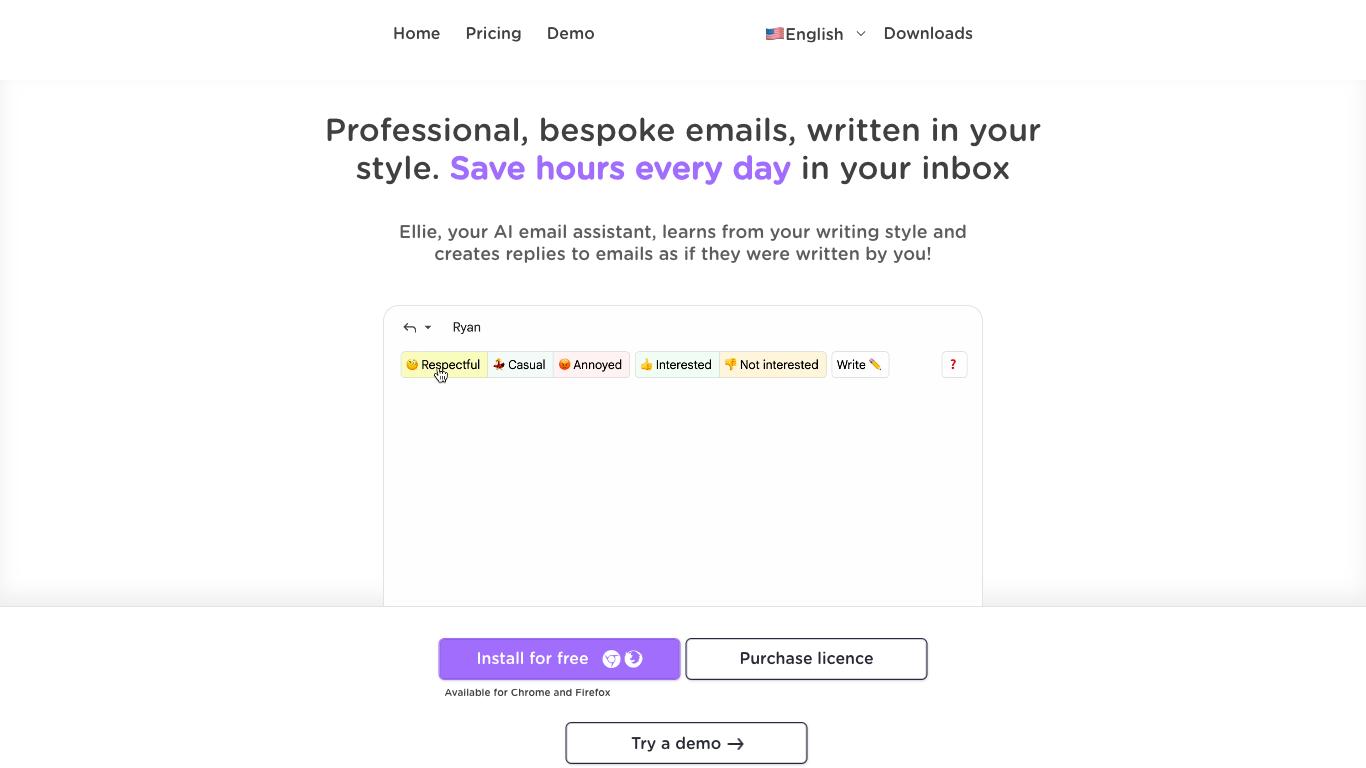 Home Pricing Demo English Downloads
Professional, bespoke emails, written in your
style. Save hours every day in your inbox
Ellie, your AI email assistant, learns from your writing style and
creates replies to emails as if they were written by you!
Ryan
Respectful Casual Annoyed Interested Not interested Write ?
Install for free Purchase licence
Available for Chrome and Firefox
Try a demo →